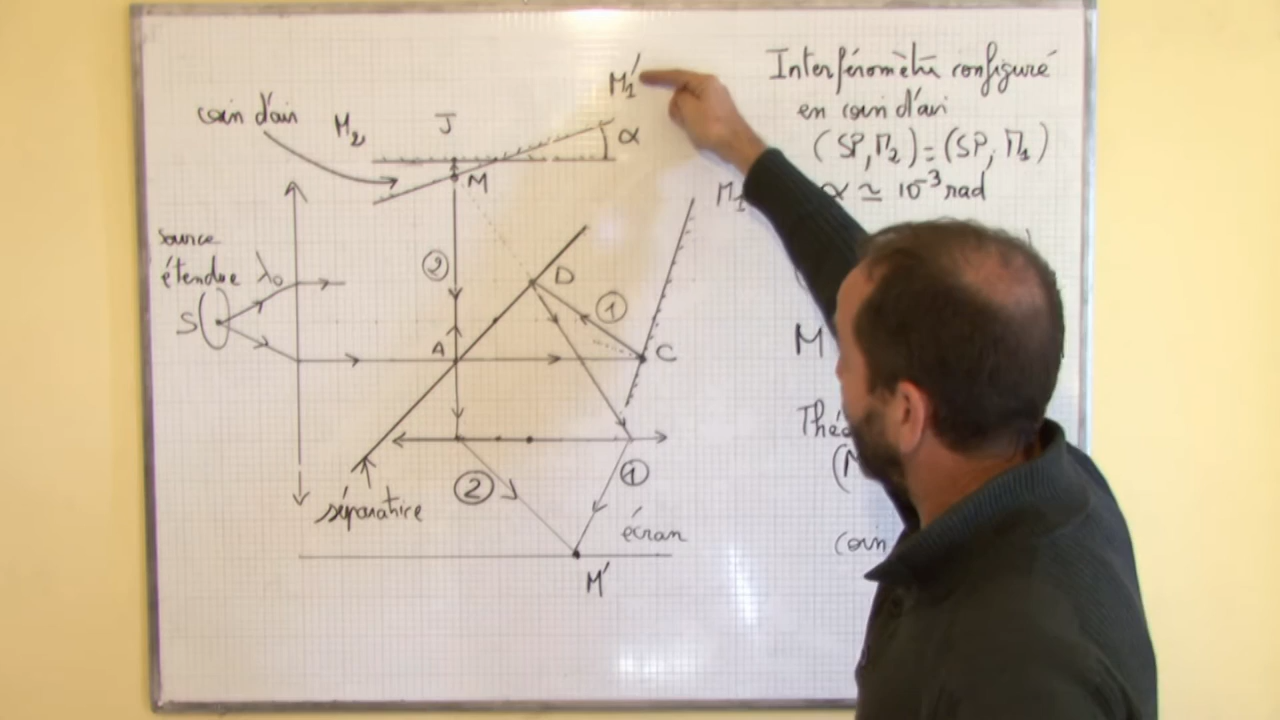 Interféromètre configuré
en coin d'air
(SP, M₂) = (SP, M₁)
α ≃ 10⁻³ rad
M
Théo
(M
coin
coin d'air
M₂
J
M₁'
α
M
M₁
source
étendue λ₀
S
②
D
①
A
C
②
①
séparatrice
écran
M'